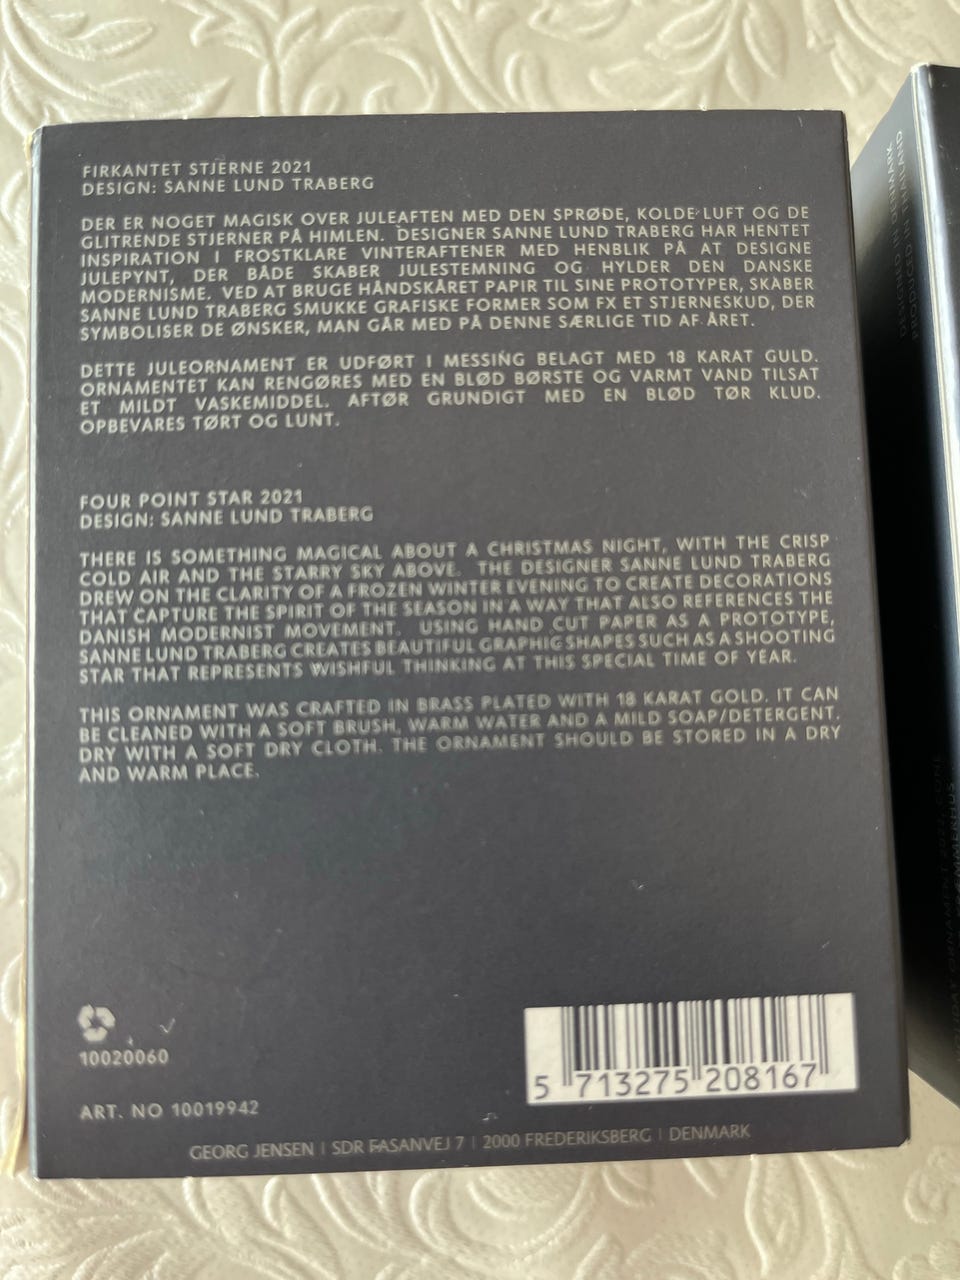 FIRKANTET STJERNE 2021
DESIGN: SANNE LUND TRABERG
DER ER NOGET MAGISK OVER JULEAFTEN MED DEN SPRØDE, KOLDE LUFT OG DE
GLITRENDE STJERNER PÅ HIMLEN. DESIGNER SANNE LUND TRABERG HAR HENTET
INSPIRATION I FROSTKLARE VINTERAFTENER MED HENBLIK PÅ AT DESIGNE
JULEPYNT, DER BÅDE SKABER JULESTEMNING OG HYLDER DEN DANSKE
MODERNISME. VED AT BRUGE HÅNDSKÅRET PAPIR TIL SINE PROTOTYPER, SKABER
SANNE LUND TRABERG SMUKKE GRAFISKE FORMER SOM FX ET STJERNESKUD, DER
SYMBOLISER DE ØNSKER, MAN GÅR MED PÅ DENNE SÆRLIGE TID AF ÅRET.
DETTE JULEORNAMENT ER UDFØRT I MESSING BELAGT MED 18 KARAT GULD.
ORNAMENTET KAN RENGØRES MED EN BLØD BØRSTE OG VARMT VAND TILSAT
ET MILDT VASKEMIDDEL. AFTØR GRUNDIGT MED EN BLØD TØR KLUD.
OPBEVARES TØRT OG LUNT.
FOUR POINT STAR 2021
DESIGN: SANNE LUND TRABERG
THERE IS SOMETHING MAGICAL ABOUT A CHRISTMAS NIGHT, WITH THE CRISP
COLD AIR AND THE STARRY SKY ABOVE. THE DESIGNER SANNE LUND TRABERG
DREW ON THE CLARITY OF A FROZEN WINTER EVENING TO CREATE DECORATIONS
THAT CAPTURE THE SPIRIT OF THE SEASON IN A WAY THAT ALSO REFERENCES THE
DANISH MODERNIST MOVEMENT. USING HAND CUT PAPER AS A PROTOTYPE,
SANNE LUND TRABERG CREATES BEAUTIFUL GRAPHIC SHAPES SUCH AS A SHOOTING
STAR THAT REPRESENTS WISHFUL THINKING AT THIS SPECIAL TIME OF YEAR.
THIS ORNAMENT WAS CRAFTED IN BRASS PLATED WITH 18 KARAT GOLD. IT CAN
BE CLEANED WITH A SOFT BRUSH, WARM WATER AND A MILD SOAP/DETERGENT.
DRY WITH A SOFT DRY CLOTH. THE ORNAMENT SHOULD BE STORED IN A DRY
AND WARM PLACE.
10020060
ART. NO 10019942
5 713275 208167
GEORG JENSEN | SDR FASANVEJ 7 | 2000 FREDERIKSBERG | DENMARK
DESIGNED IN DENMARK
PRODUCED IN THAILAND
ORNAMENT 2021, CONE